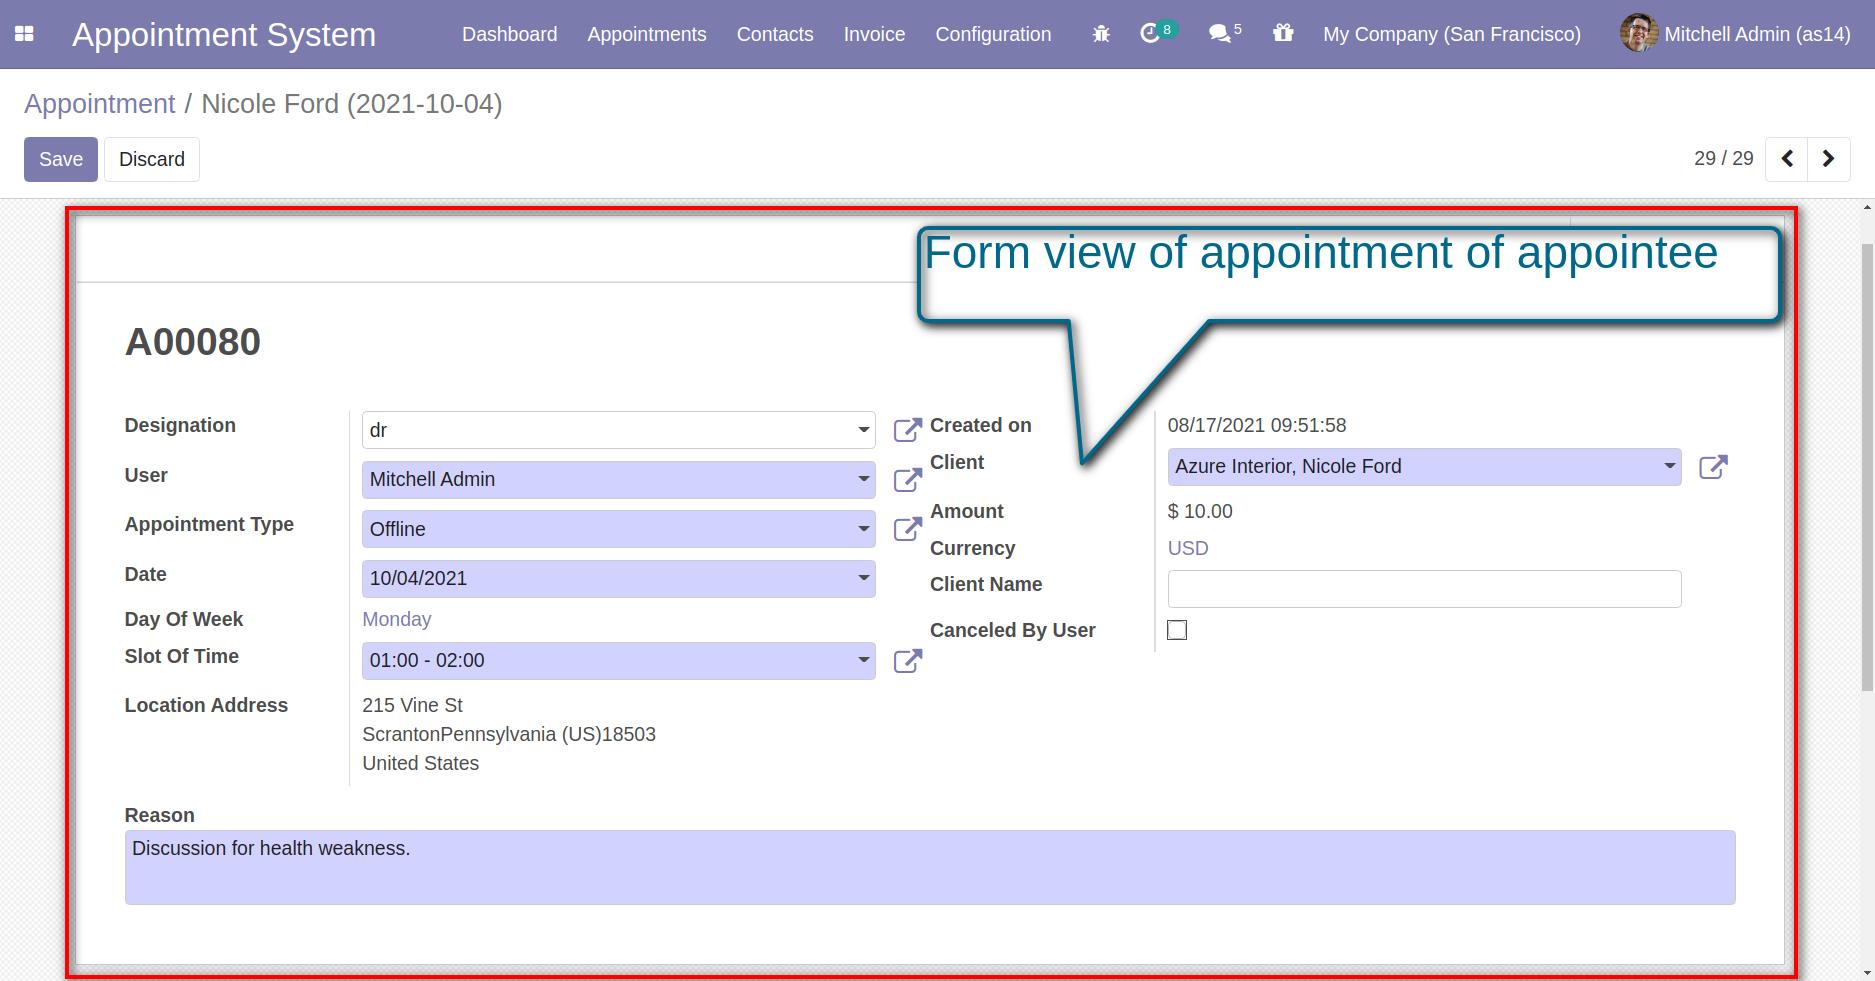 Appointment System Dashboard Appointments Contacts Invoice Configuration 8 5 My Company (San Francisco) Mitchell Admin (as14)
Appointment / Nicole Ford (2021-10-04)
Save Discard 29 / 29
Form view of appointment of appointee
A00080
Designation dr
User Mitchell Admin
Appointment Type Offline
Date 10/04/2021
Day Of Week Monday
Slot Of Time 01:00 - 02:00
Location Address 215 Vine St
ScrantonPennsylvania (US)18503
United States
Created on 08/17/2021 09:51:58
Client Azure Interior, Nicole Ford
Amount $ 10.00
Currency USD
Client Name
Canceled By User
Reason
Discussion for health weakness.